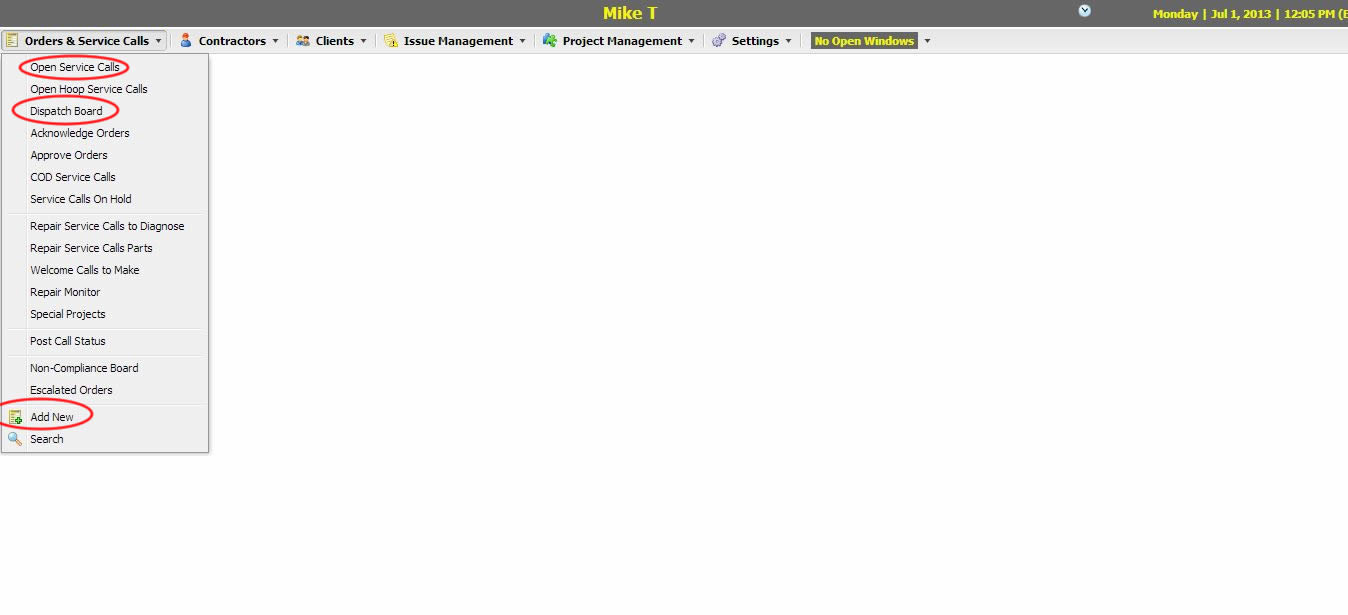 Mike T
Monday | Jul 1, 2013 | 12:05 PM (E
Orders & Service Calls Contractors Clients Issue Management Project Management Settings No Open Windows
Open Service Calls
Open Hoop Service Calls
Dispatch Board
Acknowledge Orders
Approve Orders
COD Service Calls
Service Calls On Hold
Repair Service Calls to Diagnose
Repair Service Calls Parts
Welcome Calls to Make
Repair Monitor
Special Projects
Post Call Status
Non-Compliance Board
Escalated Orders
Add New
Search